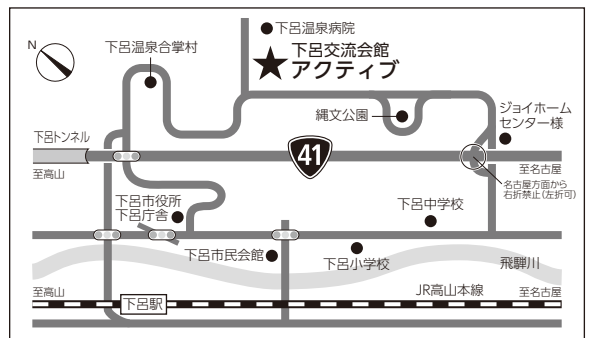 下呂温泉病院
N
下呂温泉合掌村
下呂交流会館
アクティブ
縄文公園
ジョイホーム
センター様
下呂トンネル
41
至高山
至名古屋
名古屋方面から
右折禁止(左折可)
下呂市役所
下呂庁舎
下呂中学校
下呂市民会館
下呂小学校
飛騨川
至高山
JR高山本線
至名古屋
下呂駅